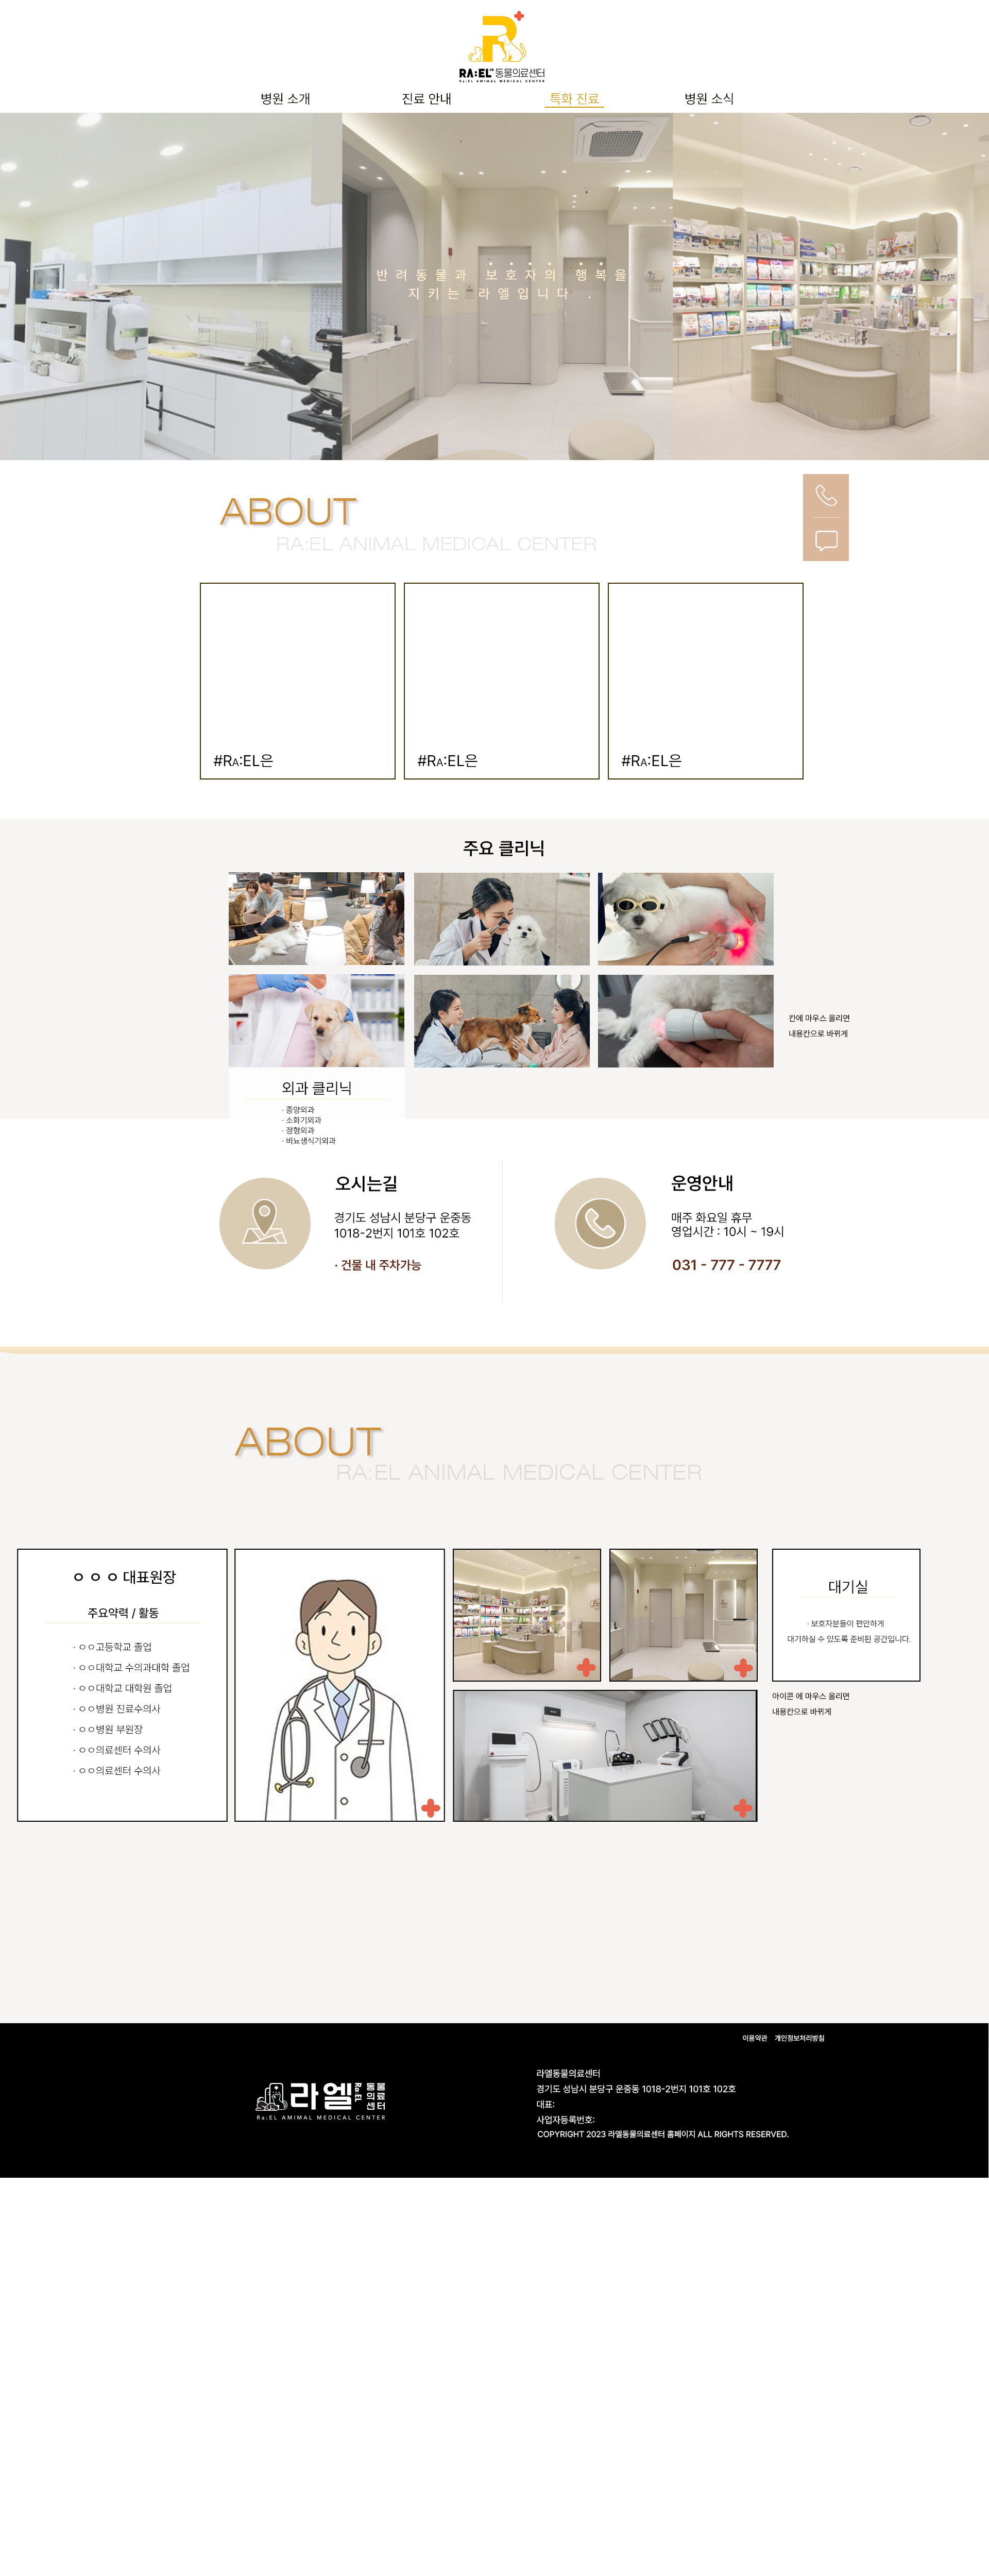 R
RA:EL 동물의료센터
Ra:EL ANIMAL MEDICAL CENTER
병원 소개 진료 안내 특화 진료 병원 소식
반려동물과 보호자의 행복을
지키는 라엘입니다.
ABOUT
RA:EL ANIMAL MEDICAL CENTER
#RA:EL은 #RA:EL은 #RA:EL은
주요 클리닉
칸에 마우스 올리면
내용칸으로 바뀌게
외과 클리닉
· 종양외과
· 소화기외과
· 정형외과
· 비뇨생식기외과
오시는길
경기도 성남시 분당구 운중동
1018-2번지 101호 102호
· 건물 내 주차가능
운영안내
매주 화요일 휴무
영업시간 : 10시 ~ 19시
031 - 777 - 7777
ABOUT
RA:EL ANIMAL MEDICAL CENTER
ㅇ ㅇ ㅇ 대표원장
주요약력 / 활동
· ㅇㅇ고등학교 졸업
· ㅇㅇ대학교 수의과대학 졸업
· ㅇㅇ대학교 대학원 졸업
· ㅇㅇ병원 진료수의사
· ㅇㅇ병원 부원장
· ㅇㅇ의료센터 수의사
· ㅇㅇ의료센터 수의사
대기실
· 보호자분들이 편안하게
대기하실 수 있도록 준비된 공간입니다.
아이콘 에 마우스 올리면
내용칸으로 바뀌게
이용약관 개인정보처리방침
라엘 Ra:EL 동물의료센터
Ra:EL AMIMAL MEDICAL CENTER
라엘동물의료센터
경기도 성남시 분당구 운중동 1018-2번지 101호 102호
대표:
사업자등록번호:
COPYRIGHT 2023 라엘동물의료센터 홈페이지 ALL RIGHTS RESERVED.